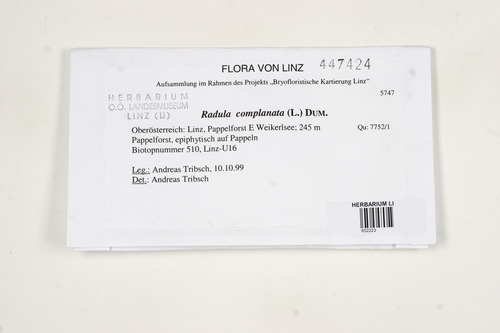 FLORA VON LINZ
447424
Aufsammlung im Rahmen des Projekts „Bryofloristische Kartierung Linz"
5747
HERBARIUM
O.Ö. LANDESMUSEUM
LINZ (LI)
Radula complanata (L.) DUM.
Oberösterreich: Linz, Pappelforst E Weikerlsee; 245 m
Qu: 7752/1
Pappelforst, epiphytisch auf Pappeln
Biotopnummer 510, Linz-U16
Leg.: Andreas Tribsch, 10.10.99
Det.: Andreas Tribsch
HERBARIUM LI
652223